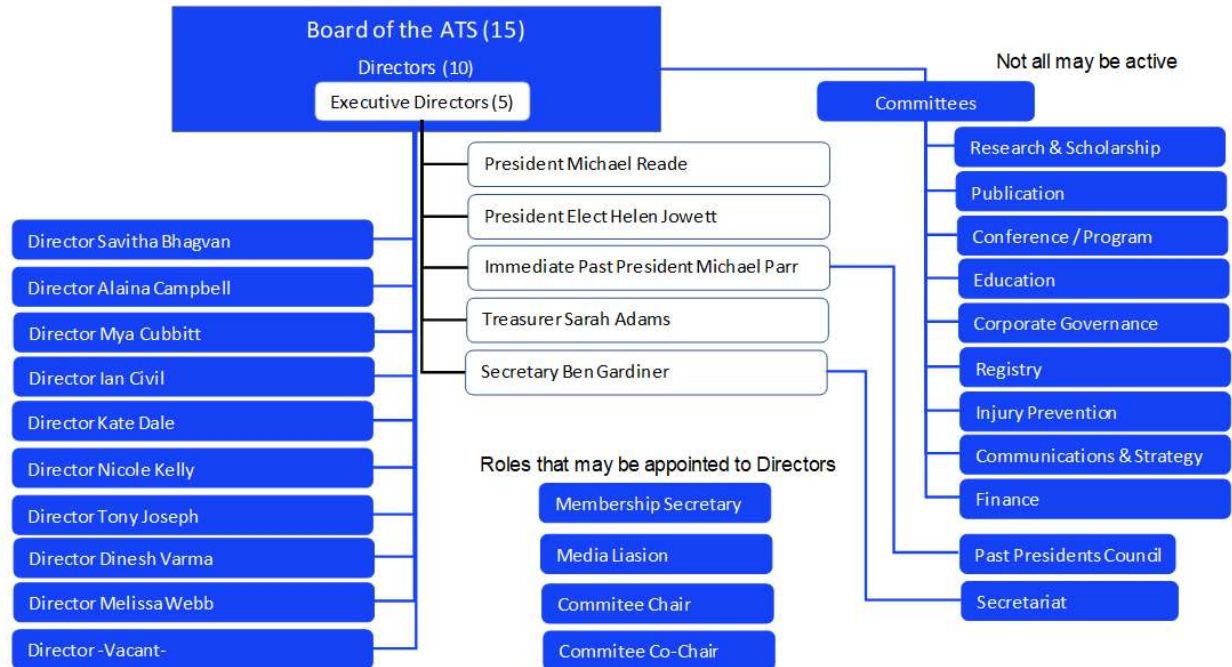 Board of the ATS (15)
Directors (10)
Executive Directors (5)
Not all may be active
Committees
President Michael Reade
President Elect Helen Jowett
Immediate Past President Michael Parr
Treasurer Sarah Adams
Secretary Ben Gardiner
Director Savitha Bhagvan
Director Alaina Campbell
Director Mya Cubbitt
Director Ian Civil
Director Kate Dale
Director Nicole Kelly
Director Tony Joseph
Director Dinesh Varma
Director Melissa Webb
Director -Vacant-
Roles that may be appointed to Directors
Membership Secretary
Media Liasion
Commitee Chair
Commitee Co-Chair
Research & Scholarship
Publication
Conference / Program
Education
Corporate Governance
Registry
Injury Prevention
Communications & Strategy
Finance
Past Presidents Council
Secretariat